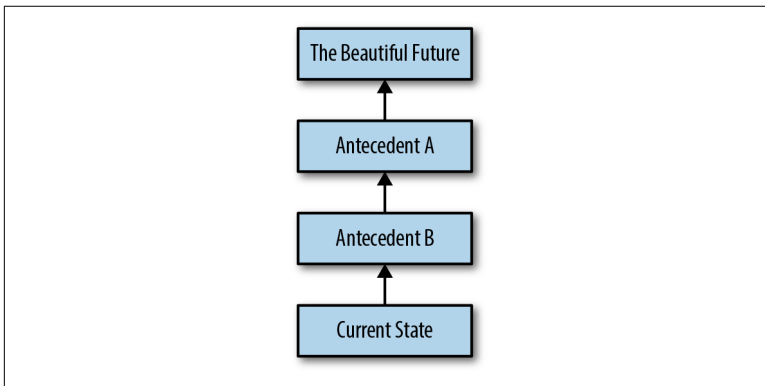 The Beautiful Future
Antecedent A
Antecedent B
Current State